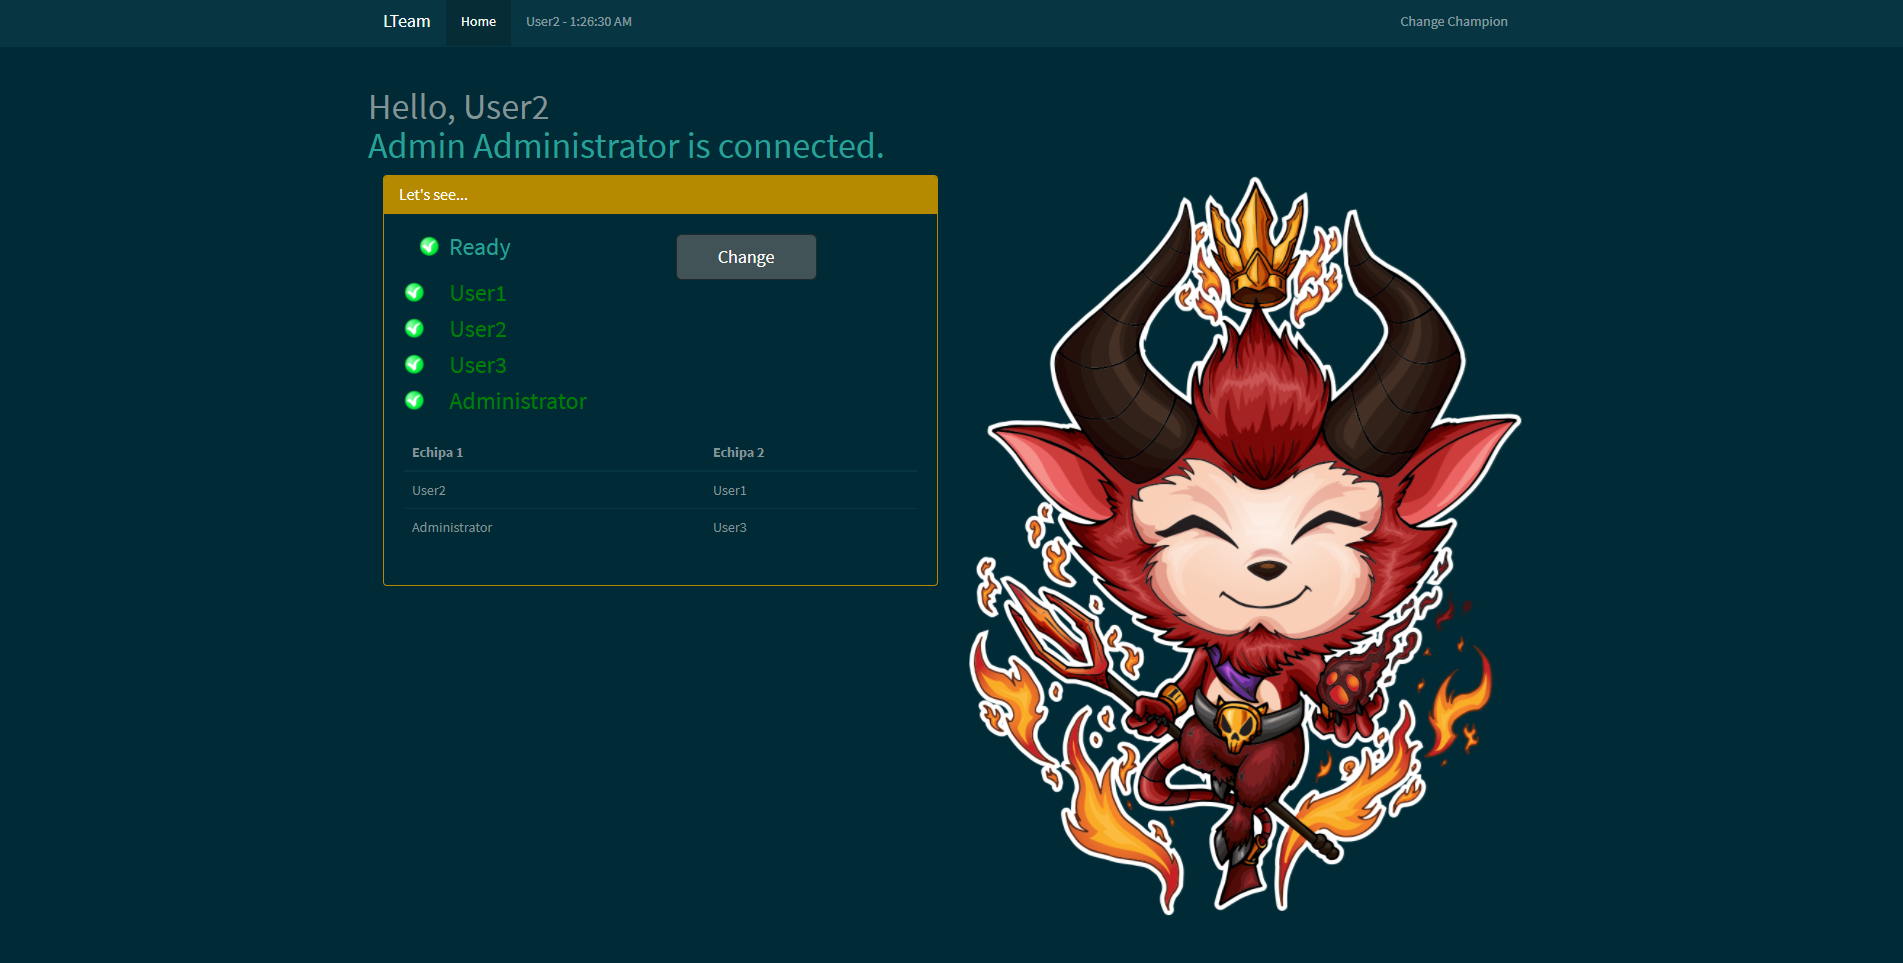 LTeam Home User2 - 1:26:30 AM Change Champion
Hello, User2
Admin Administrator is connected.
Let's see...
Ready Change
User1
User2
User3
Administrator
Echipa 1 Echipa 2
User2 User1
Administrator User3